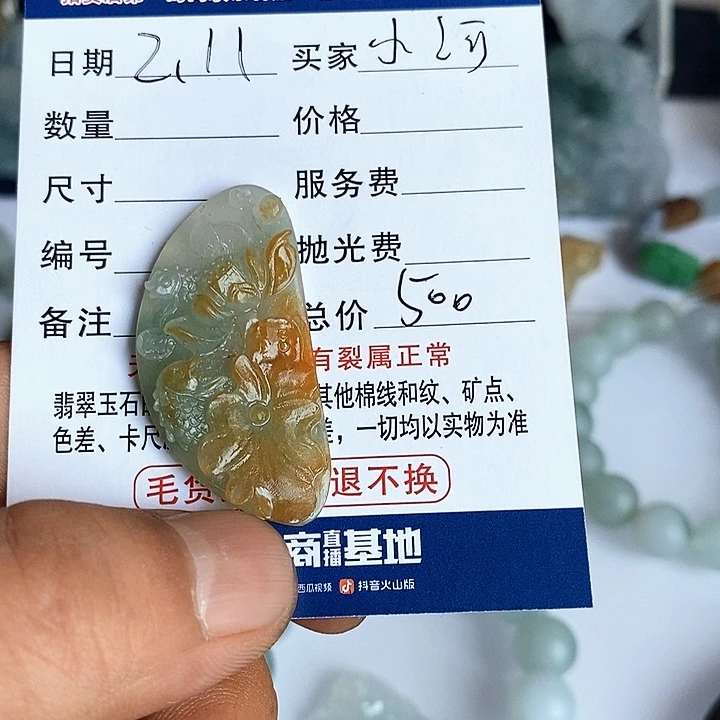 日期 2.11 买家 小河
数量 价格
尺寸 服务费
编号 抛光费
备注 总价 500
有裂属正常
翡翠玉石 其他棉线和纹、矿点、
色差、卡尺 差，一切均以实物为准
毛货 退不换
商直播基地
西瓜视频 抖音火山版